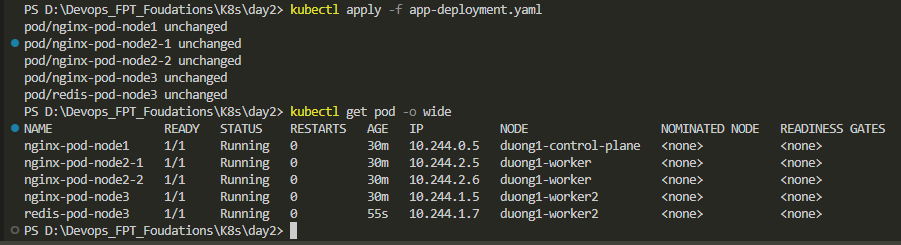 PS D:\Devops_FPT_Foudations\K8s\day2> kubectl apply -f app-deployment.yaml
pod/nginx-pod-node1 unchanged
pod/nginx-pod-node2-1 unchanged
pod/nginx-pod-node2-2 unchanged
pod/nginx-pod-node3 unchanged
pod/redis-pod-node3 unchanged
PS D:\Devops_FPT_Foudations\K8s\day2> kubectl get pod -o wide
NAME READY STATUS RESTARTS AGE IP NODE NOMINATED NODE READINESS GATES
nginx-pod-node1 1/1 Running 0 30m 10.244.0.5 duong1-control-plane <none> <none>
nginx-pod-node2-1 1/1 Running 0 30m 10.244.2.5 duong1-worker <none> <none>
nginx-pod-node2-2 1/1 Running 0 30m 10.244.2.6 duong1-worker <none> <none>
nginx-pod-node3 1/1 Running 0 30m 10.244.1.5 duong1-worker2 <none> <none>
redis-pod-node3 1/1 Running 0 55s 10.244.1.7 duong1-worker2 <none> <none>
PS D:\Devops_FPT_Foudations\K8s\day2>